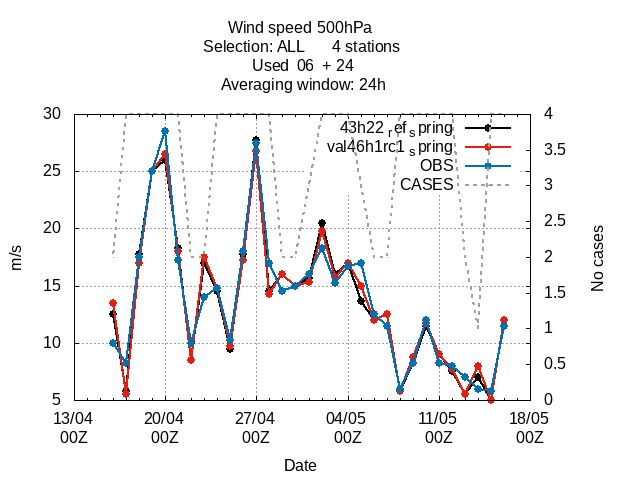 Wind speed 500hPa
Selection: ALL 4 stations
Used 06 + 24
Averaging window: 24h
30
25
20
15
10
5
m/s
4
3.5
3
2.5
2
1.5
1
0.5
0
No cases
43h22_ref_spring
val46h1rc1_spring
OBS
CASES
13/04 20/04 27/04 04/05 11/05 18/05
00Z 00Z 00Z 00Z 00Z 00Z
Date